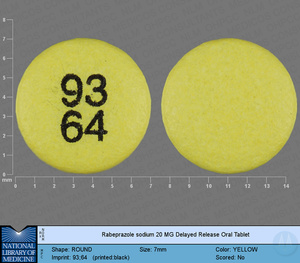 8
7
6
5
4
3
2
1
0
mm
93
64
0 1 2 3 4 5 6 7 8 9 10 11 12 13 14
NATIONAL
LIBRARY OF
MEDICINE
Rabeprazole sodium 20 MG Delayed Release Oral Tablet
Shape: ROUND Size: 7mm Color: YELLOW
Imprint: 93;64 (printed:black) Scored: No